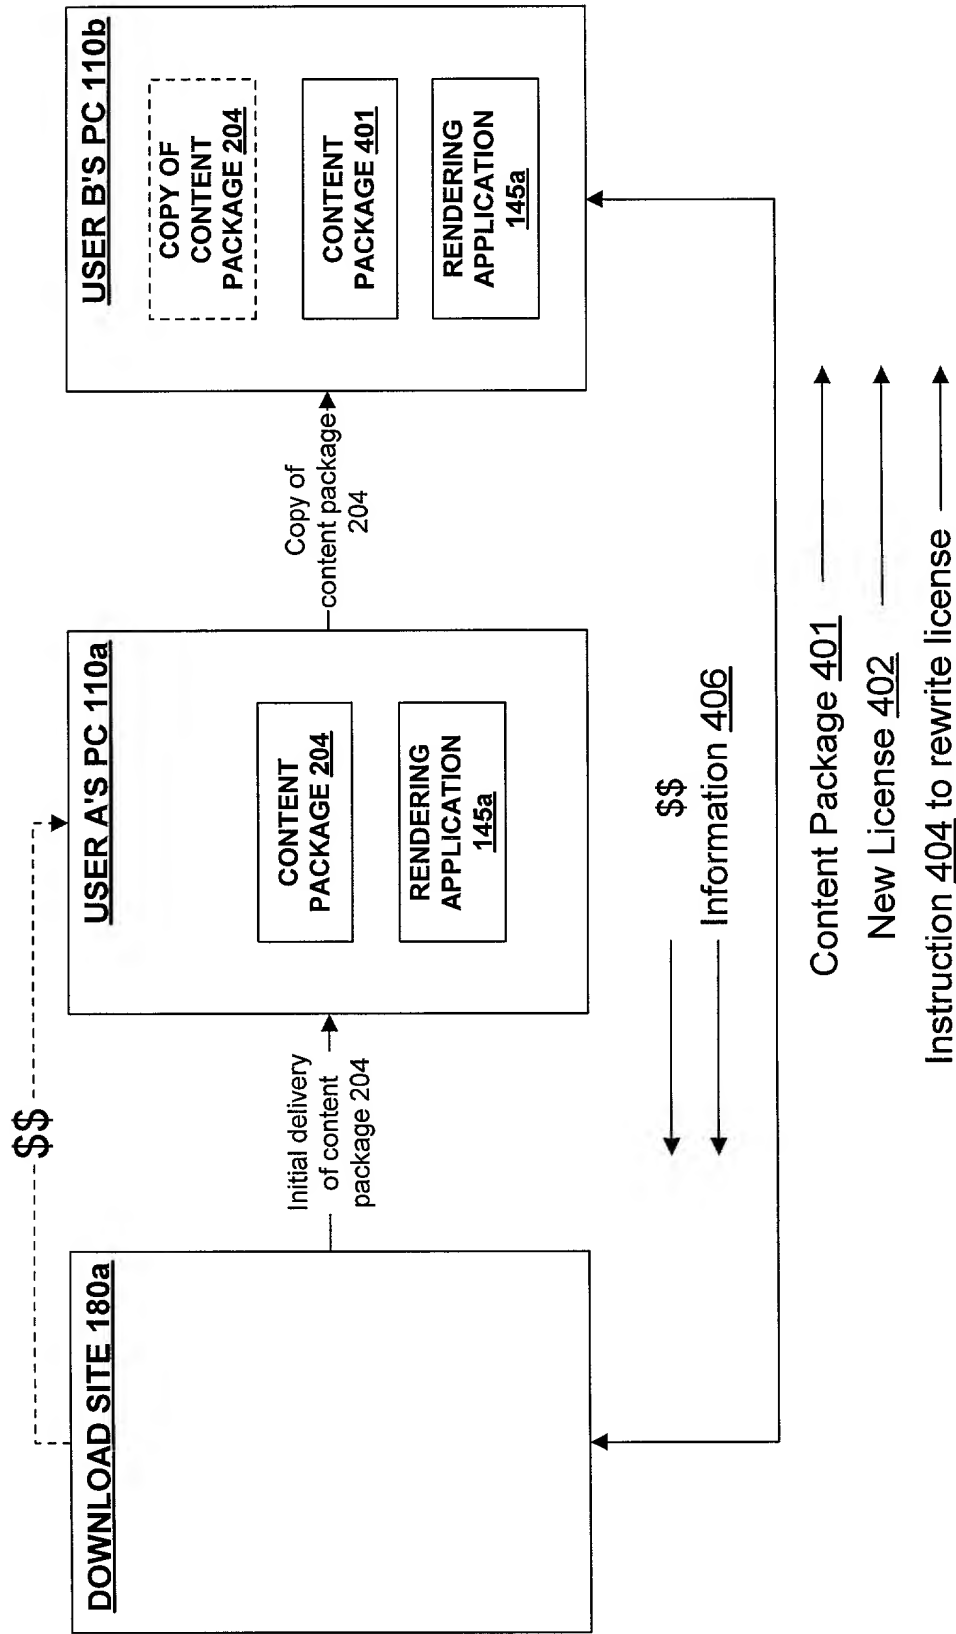 $$
DOWNLOAD SITE 180a
Initial delivery
of content
package 204
USER A'S PC 110a
CONTENT
PACKAGE 204
RENDERING
APPLICATION
145a
Copy of
content package
204
USER B'S PC 110b
COPY OF
CONTENT
PACKAGE 204
CONTENT
PACKAGE 401
RENDERING
APPLICATION
145a
$$
Information 406
Content Package 401
New License 402
Instruction 404 to rewrite license